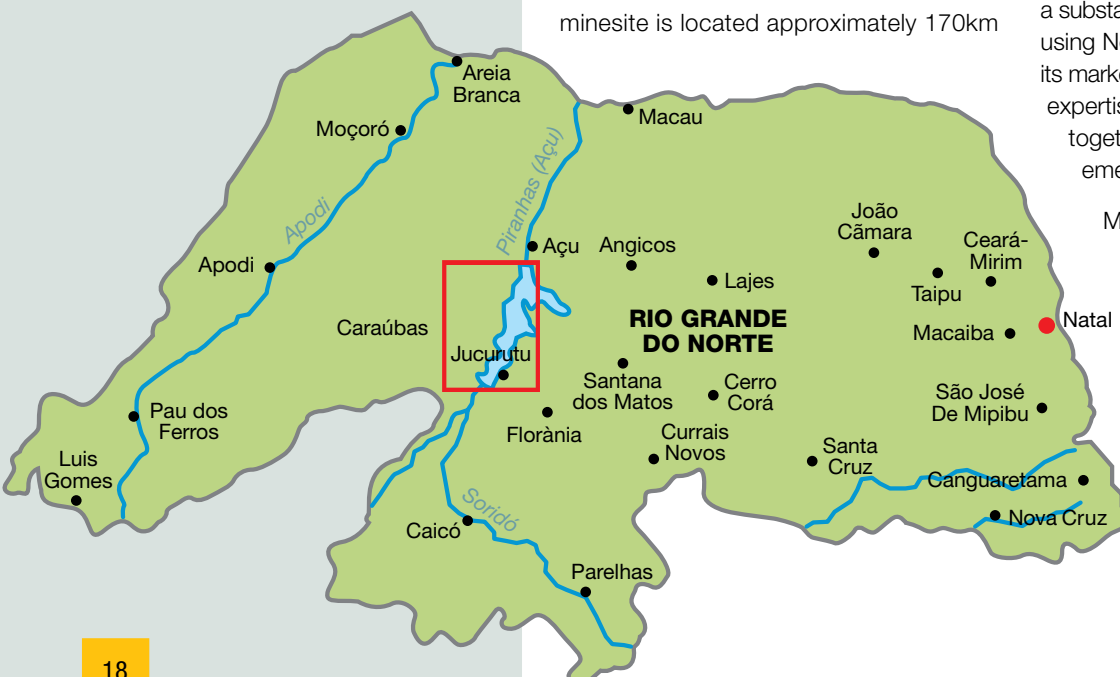 minesite is located approximately 170km
a substa
using N
its marke
expertis
toget
eme
M
Areia
Branca
Moçoró
Macau
Piranhas (Açu)
Apodi
Açu
Angicos
João
Cãmara
Ceará-
Mirim
Apodi
Lajes
Taipu
Caraúbas
RIO GRANDE
DO NORTE
Macaiba
Natal
Jucurutu
Santana
dos Matos
Cerro
Corá
São José
De Mipibu
Pau dos
Ferros
Florània
Currais
Novos
Santa
Cruz
Luis
Gomes
Canguaretama
Soridó
Caicó
Nova Cruz
Parelhas
18